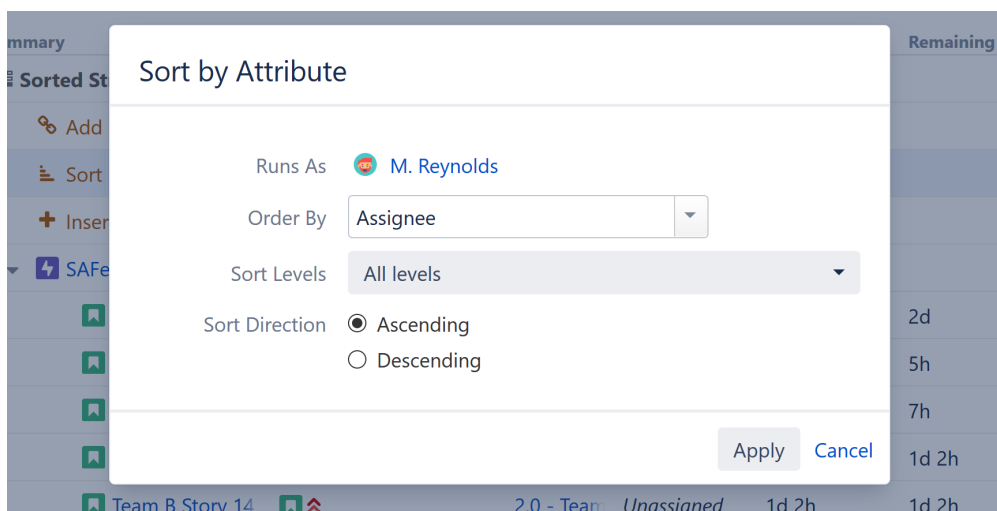 mmary Remaining
Sort by Attribute
Sorted St
Add
Runs As M. Reynolds
Sort
Order By Assignee
Inser
SAFe Sort Levels All levels
Sort Direction Ascending 2d
Descending 5h
7h
Apply Cancel 1d 2h
Team B Story 14 2.0 - Team Unassigned 1d 2h 1d 2h